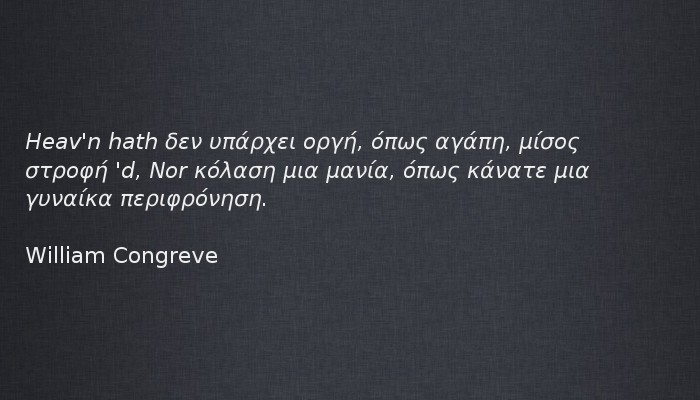 Heav'n hath δεν υπάρχει οργή, όπως αγάπη, μίσος
στροφή 'd, Nor κόλαση μια μανία, όπως κάνατε μια
γυναίκα περιφρόνηση.
William Congreve